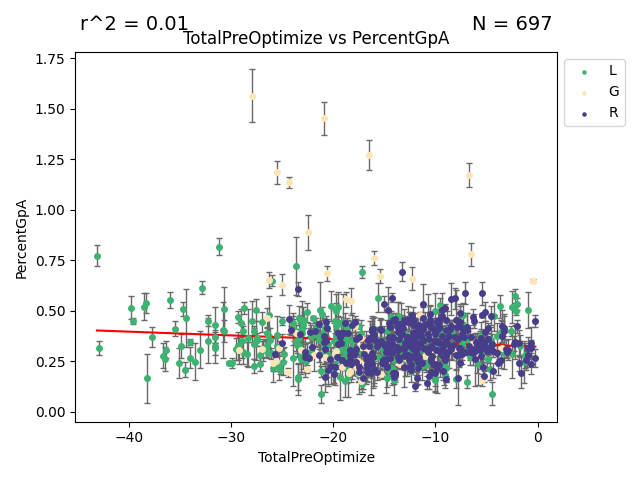 r^2 = 0.01
N = 697
TotalPreOptimize vs PercentGpA
1.75
1.50
1.25
1.00
0.75
0.50
0.25
0.00
PercentGpA
−40
−30
−20
−10
0
TotalPreOptimize
L
G
R